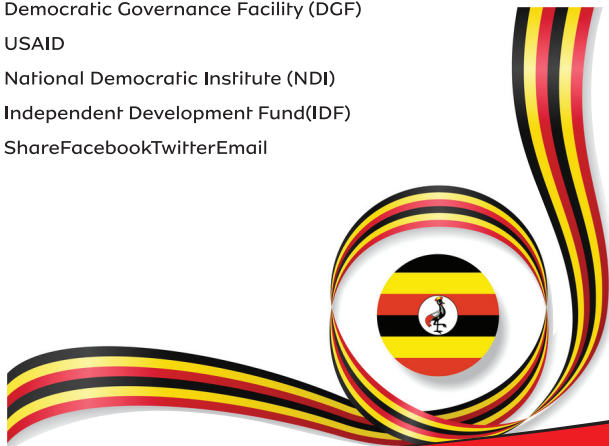 Democratic Governance Facility (DGF)
USAID
National Democratic Institute (NDI)
Independent Development Fund(IDF)
ShareFacebookTwitterEmail